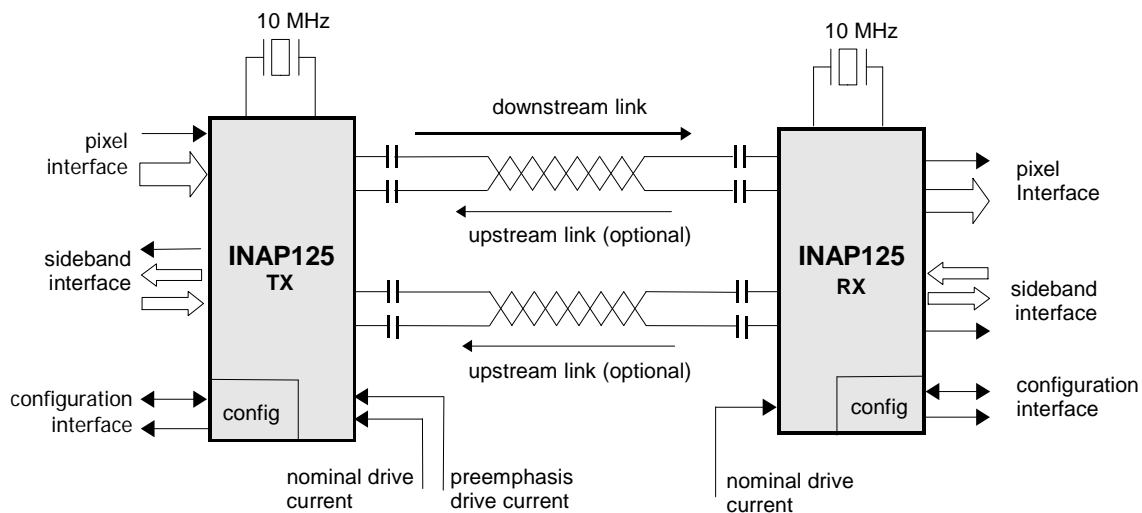 10 MHz
10 MHz
downstream link
pixel
interface
pixel
Interface
upstream link (optional)
sideband
interface
INAP125
TX
INAP125
RX
sideband
interface
upstream link (optional)
configuration
interface
config
config
configuration
interface
nominal drive
current
preemphasis
drive current
nominal drive
current